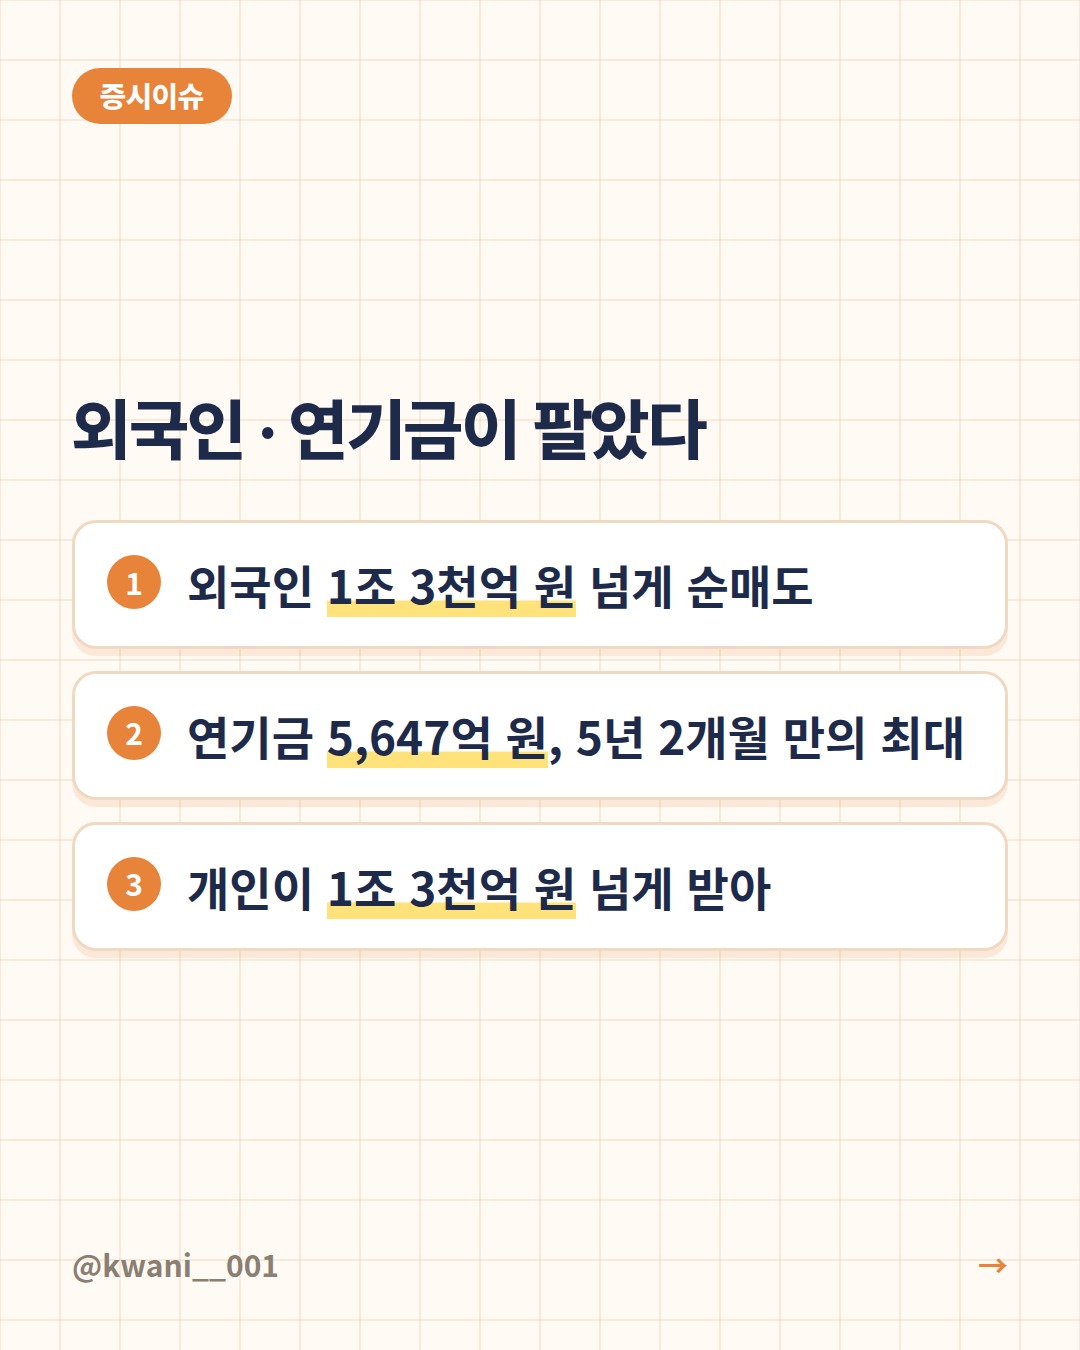 증시이슈
외국인 · 연기금이 팔았다
1 외국인 1조 3천억 원 넘게 순매도
2 연기금 5,647억 원, 5년 2개월 만의 최대
3 개인이 1조 3천억 원 넘게 받아
@kwani__001 →